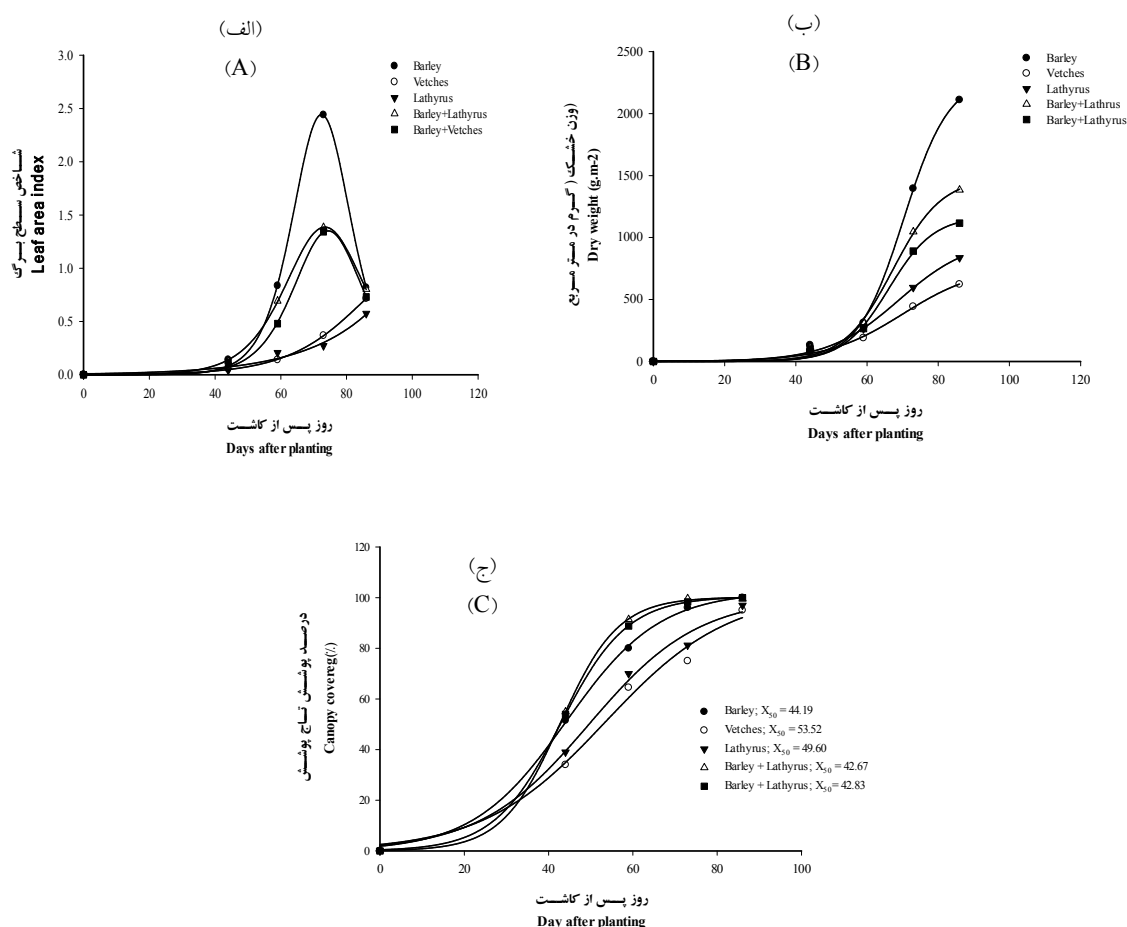 (الف)
(A)
3.0
2.5
2.0
1.5
1.0
0.5
0.0
شاخص سطح برگ
Leaf area index
Barley
Vetches
Lathyrus
Barley+Lathyrus
Barley+Vetches
0 20 40 60 80 100 120
روز پس از کاشت
Days after planting
(ب)
(B)
2500
2000
1500
1000
500
0
وزن خشک ( گرم در متر مربع)
Dry weight (g.m-2)
Barley
Vetches
Lathyrus
Barley+Lathrus
Barley+Lathyrus
0 20 40 60 80 100 120
روز پس از کاشت
Days after planting
(ج)
(C)
120
100
80
60
40
20
0
درصد پوشش تاج پوشش
Canopy covereg(٪)
Barley; X50 = 44.19
Vetches; X50 = 53.52
Lathyrus; X50 = 49.60
Barley + Lathyrus; X50 = 42.67
Barley + Lathyrus; X50= 42.83
0 20 40 60 80 100
روز پس از کاشت
Day after planting